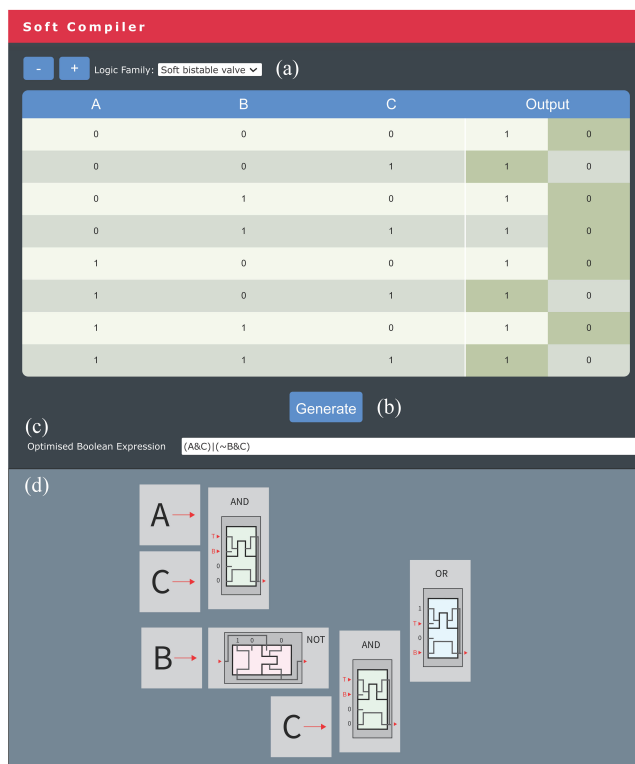 Soft Compiler
- + Logic Family: Soft bistable valve (a)
A B C Output
0 0 0 1 0
0 0 1 1 0
0 1 0 1 0
0 1 1 1 0
1 0 0 1 0
1 0 1 1 0
1 1 0 1 0
1 1 1 1 0
Generate (b)
(c)
Optimised Boolean Expression (A&C)|(~B&C)
(d)
A
AND
T
B
0
0
C
OR
1
T
0
B
B
1 0 0
NOT
AND
T
B
0
0
C